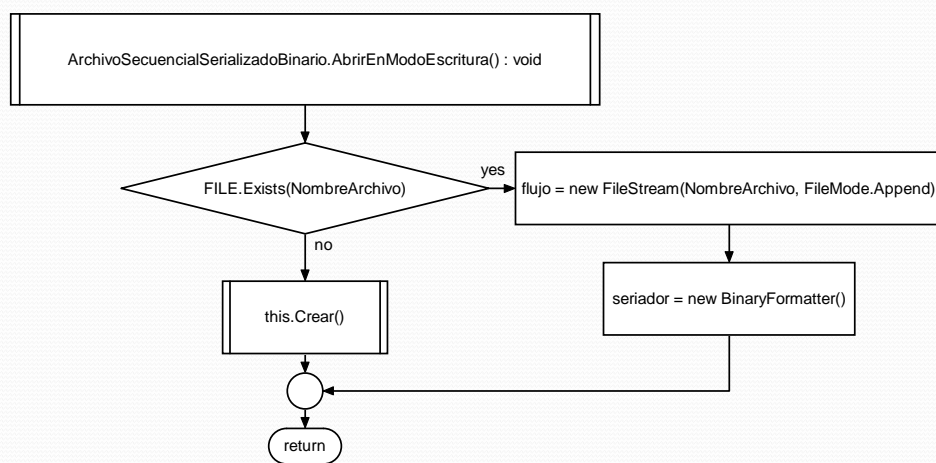 ArchivoSecuencialSerializadoBinario.AbrirEnModoEscritura() : void
FILE.Exists(NombreArchivo)
yes
flujo = new FileStream(NombreArchivo, FileMode.Append)
no
seriador = new BinaryFormatter()
this.Crear()
return